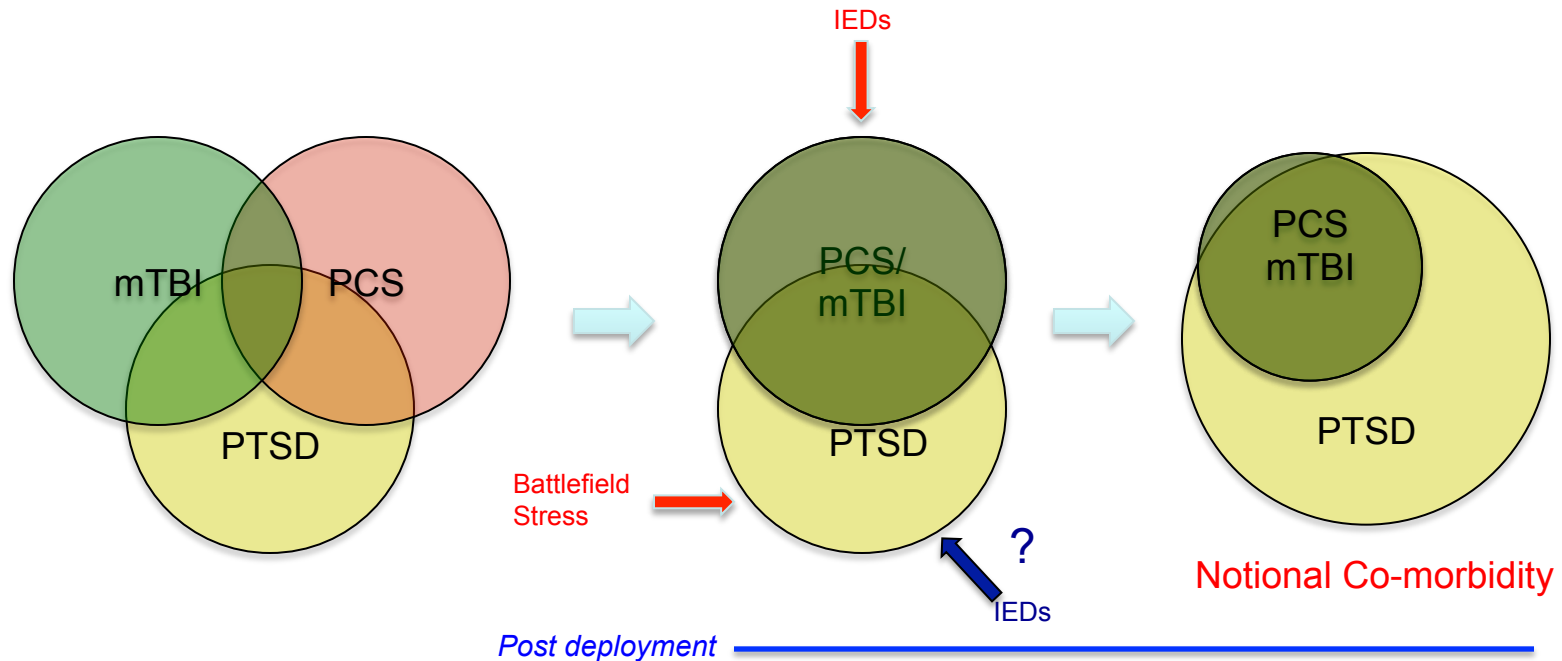 IEDs
mTBI
PCS
PTSD
PCS/
mTBI
PTSD
Battlefield
Stress
?
IEDs
PCS
mTBI
PTSD
Notional Co-morbidity
Post deployment